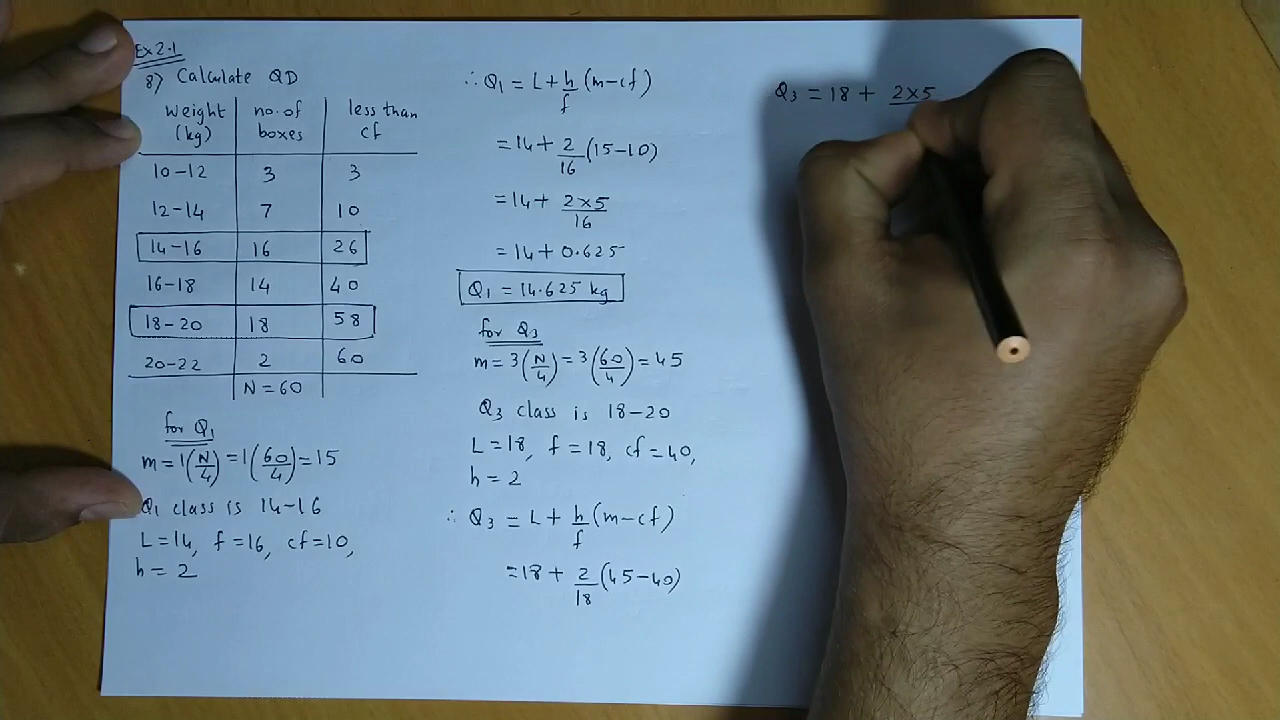 Ex 2.1
8) Calculate QD
weight (kg) | no. of boxes | less than cf
10-12 | 3 | 3
12-14 | 7 | 10
14-16 | 16 | 26
16-18 | 14 | 40
18-20 | 18 | 58
20-22 | 2 | 60
N = 60
for Q₁
m = 1(N/4) = 1(60/4) = 15
Q₁ class is 14-16
L = 14, f = 16, cf = 10,
h = 2
∴ Q₁ = L + h/f (m - cf)
= 14 + 2/16 (15 - 10)
= 14 + 2×5/16
= 14 + 0.625
Q₁ = 14.625 kg
for Q₃
m = 3(N/4) = 3(60/4) = 45
Q₃ class is 18-20
L = 18, f = 18, cf = 40,
h = 2
∴ Q₃ = L + h/f (m - cf)
= 18 + 2/18 (45 - 40)
Q₃ = 18 + 2×5